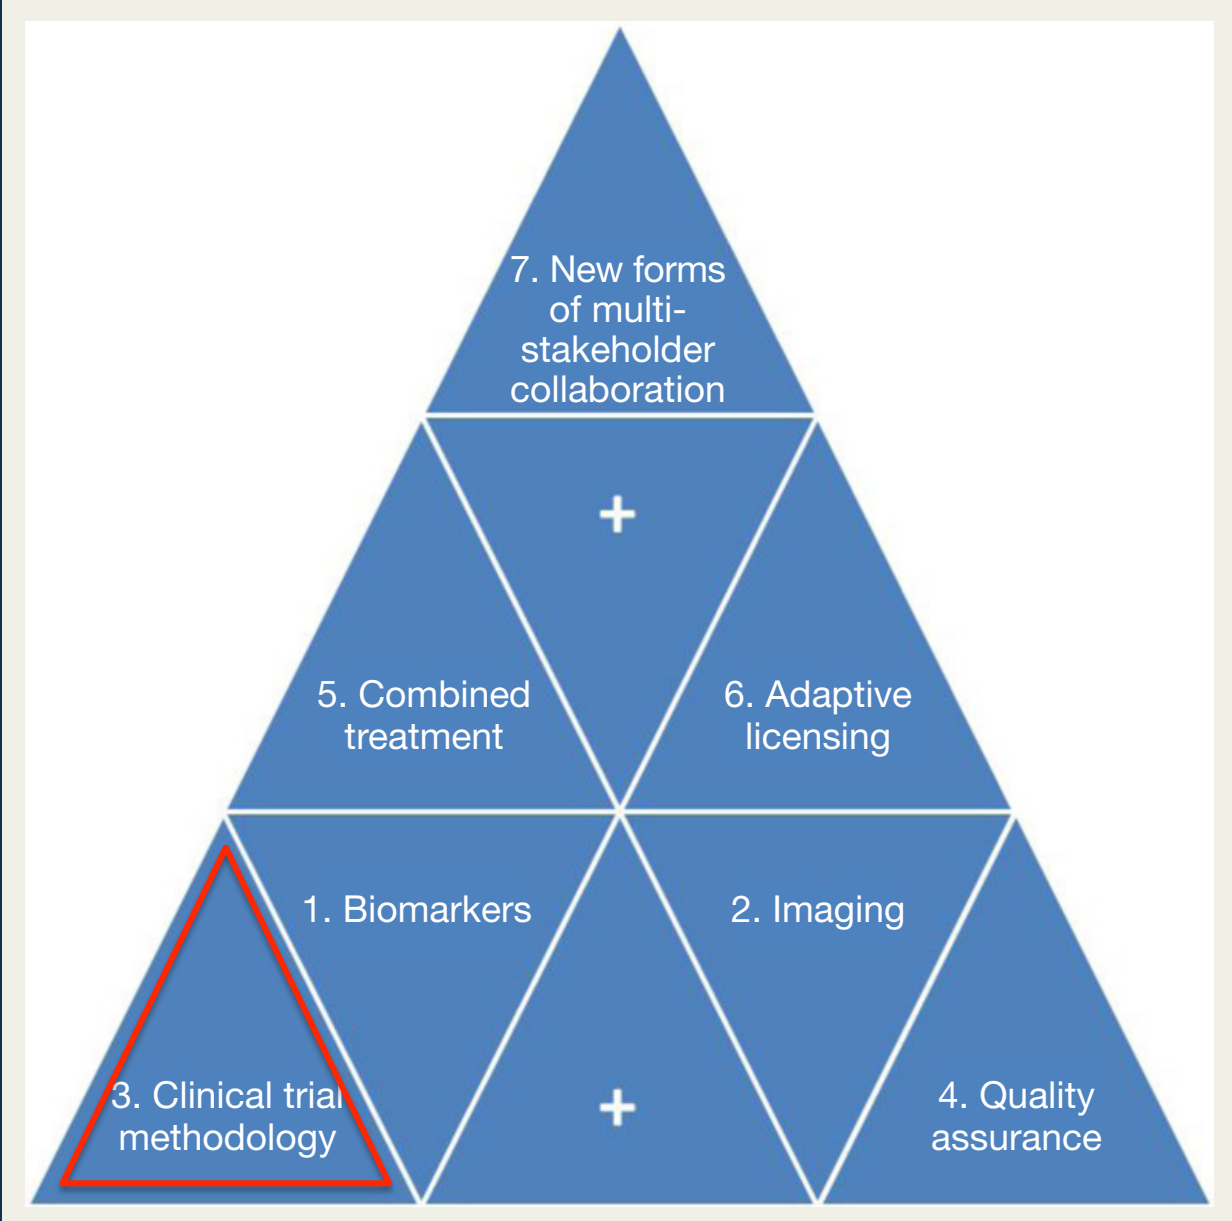 7. New forms
of multi-
stakeholder
collaboration
+
5. Combined
treatment
6. Adaptive
licensing
1. Biomarkers
2. Imaging
3. Clinical trial
methodology
+
4. Quality
assurance